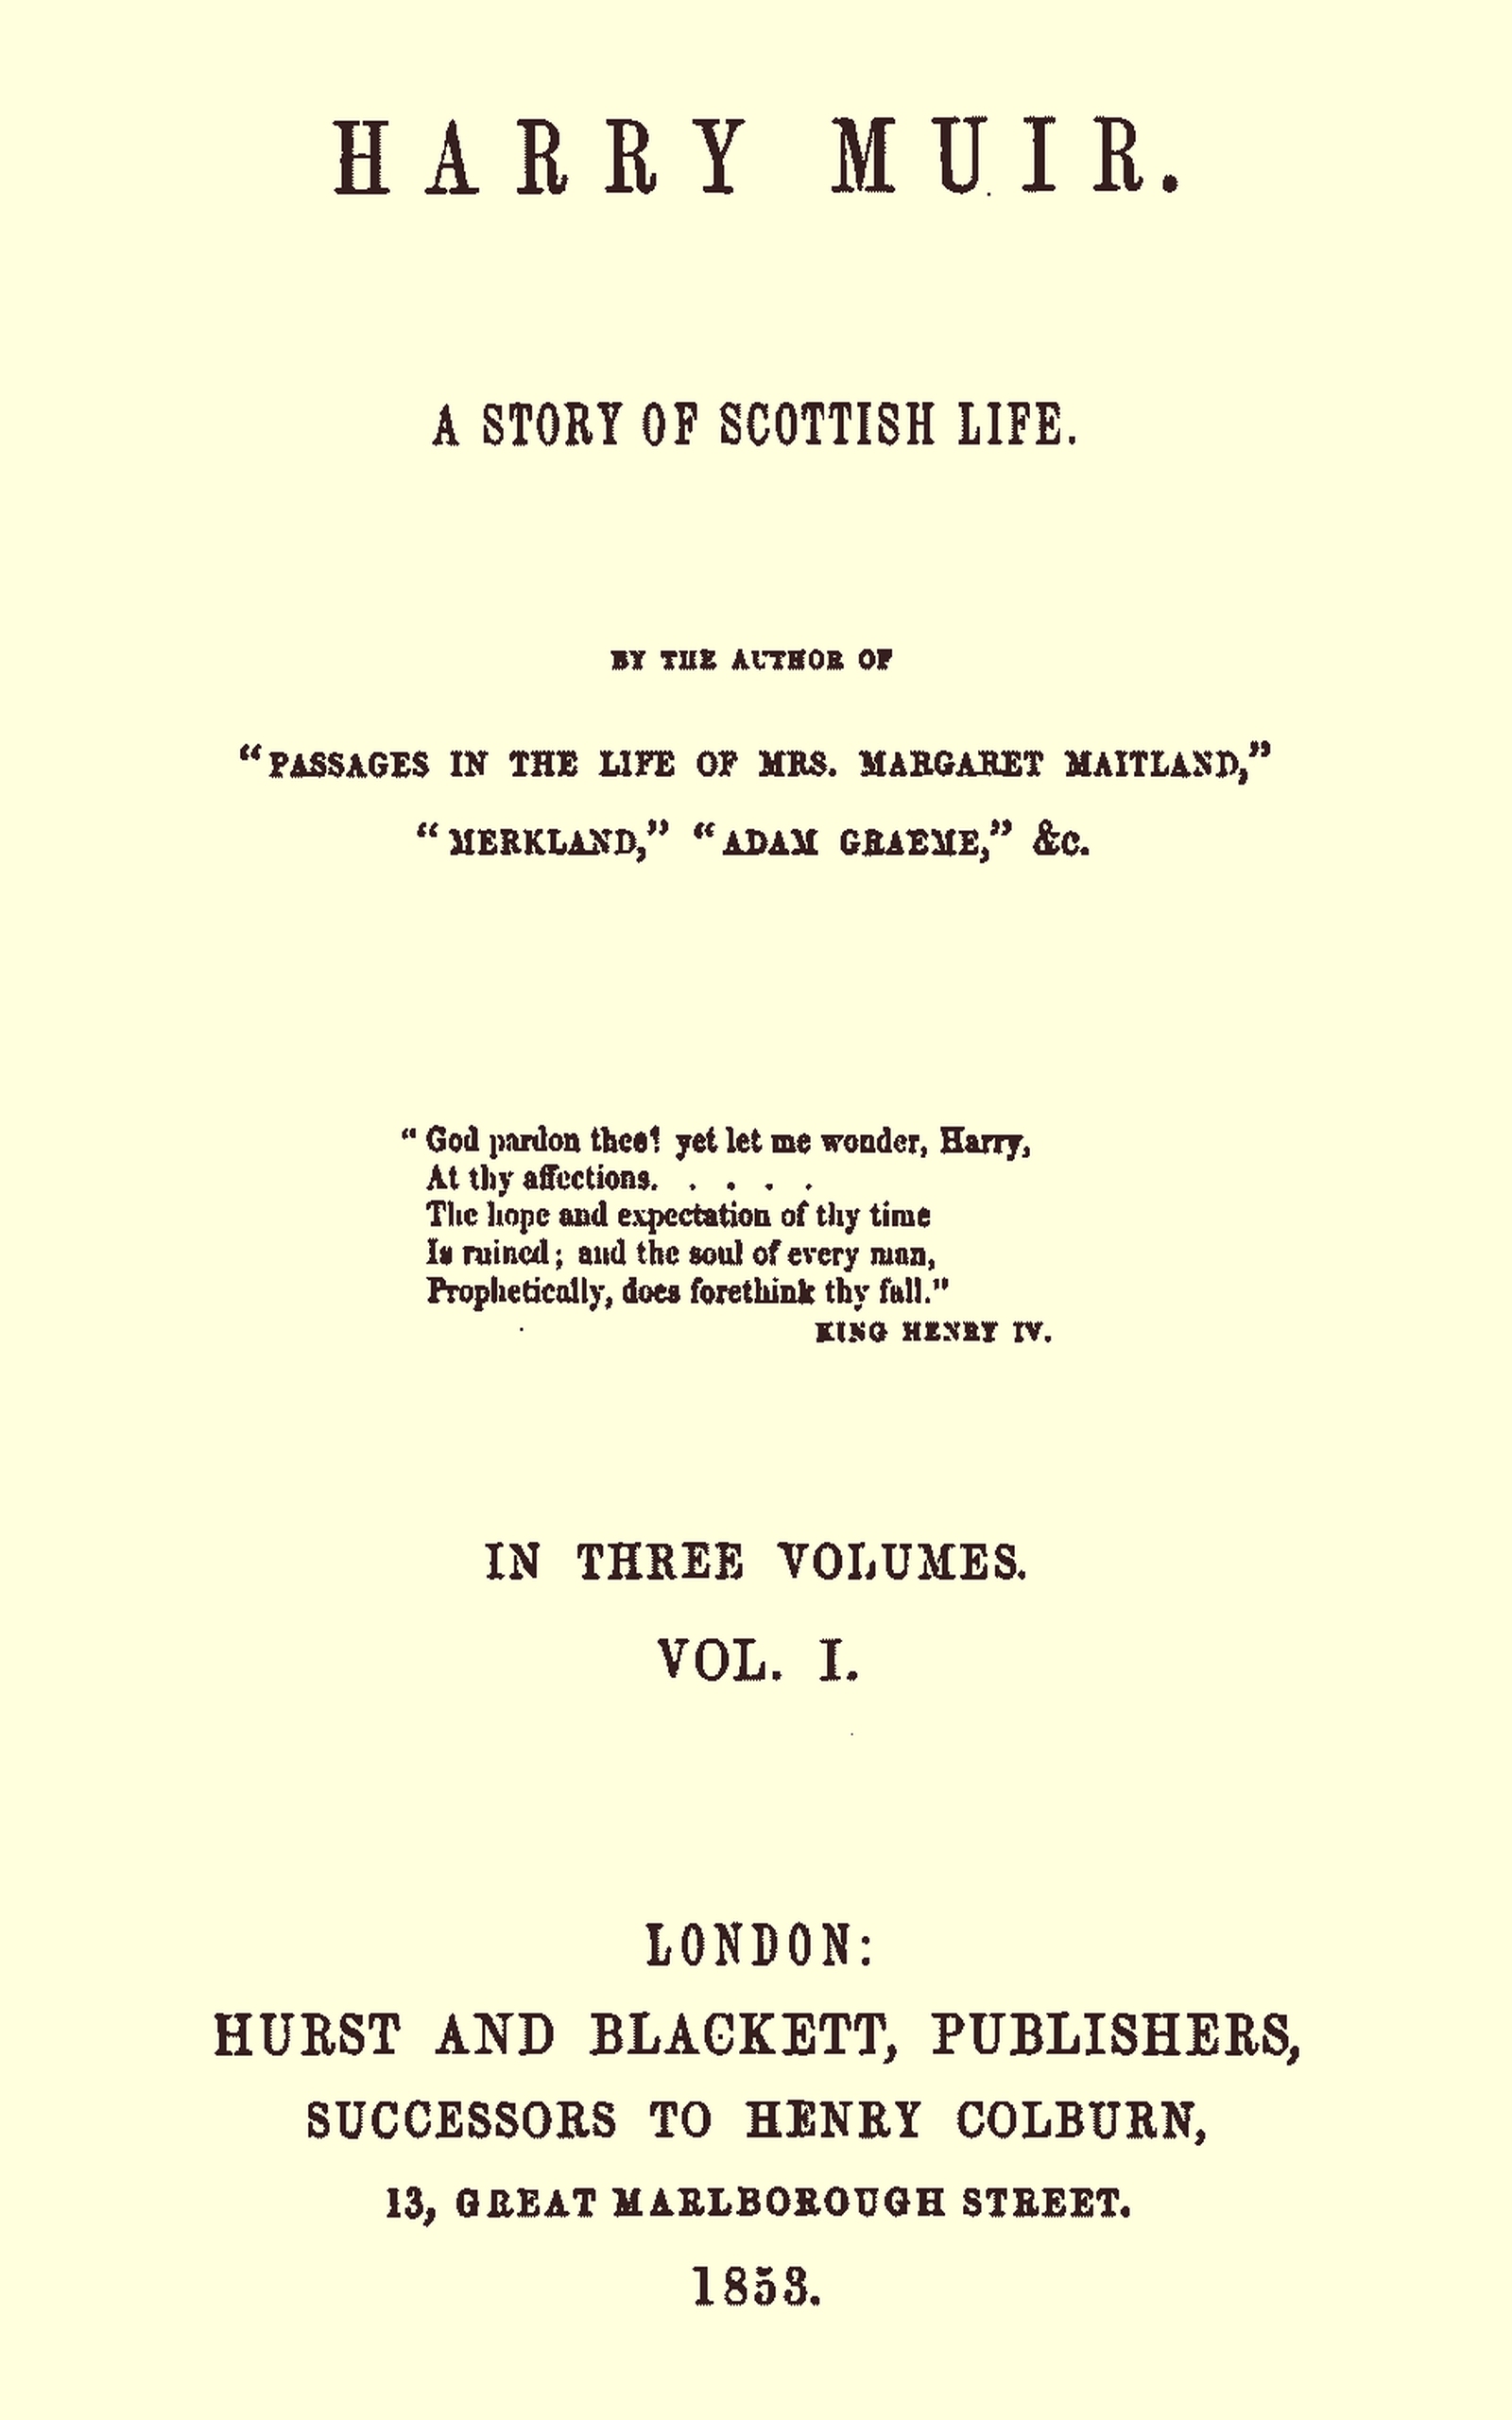 HARRY MUIR.
A STORY OF SCOTTISH LIFE.
BY THE AUTHOR OF
“PASSAGES IN THE LIFE OF MRS. MARGARET MAITLAND,”
“MERKLAND,” “ADAM GRAEME,” &c.
“God pardon thee! yet let me wonder, Harry,
At thy affections. . . . .
The hope and expectation of thy time
Is ruined; and the soul of every man,
Prophetically, does forethink thy fall."
KING HENRY IV.
IN THREE VOLUMES.
VOL. I.
LONDON:
HURST AND BLACKETT, PUBLISHERS,
SUCCESSORS TO HENRY COLBURN,
13, GREAT MARLBOROUGH STREET.
1853.